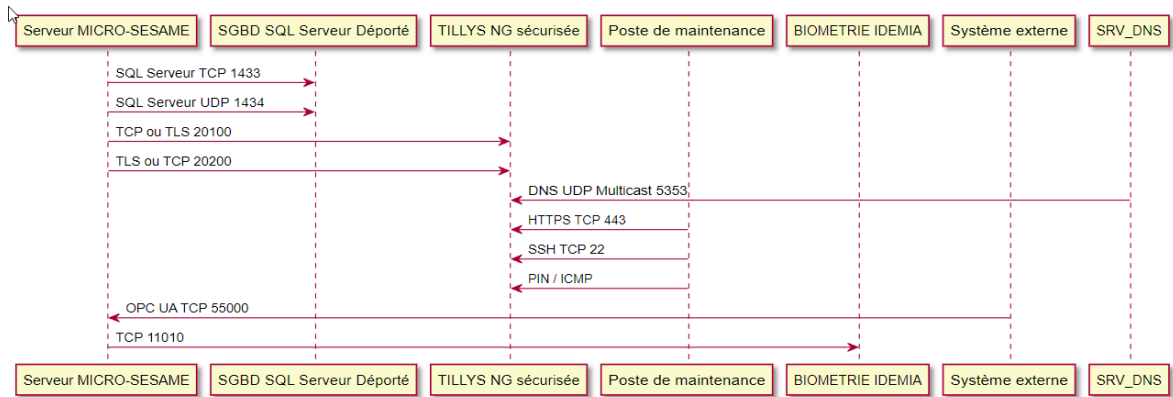 Serveur MICRO-SESAME
SGBD SQL Serveur Déporté
TILLYS NG sécurisée
Poste de maintenance
BIOMETRIE IDEMIA
Système externe
SRV_DNS
SQL Serveur TCP 1433
SQL Serveur UDP 1434
TCP ou TLS 20100
TLS ou TCP 20200
DNS UDP Multicast 5353
HTTPS TCP 443
SSH TCP 22
PIN / ICMP
OPC UA TCP 55000
TCP 11010
Serveur MICRO-SESAME
SGBD SQL Serveur Déporté
TILLYS NG sécurisée
Poste de maintenance
BIOMETRIE IDEMIA
Système externe
SRV_DNS